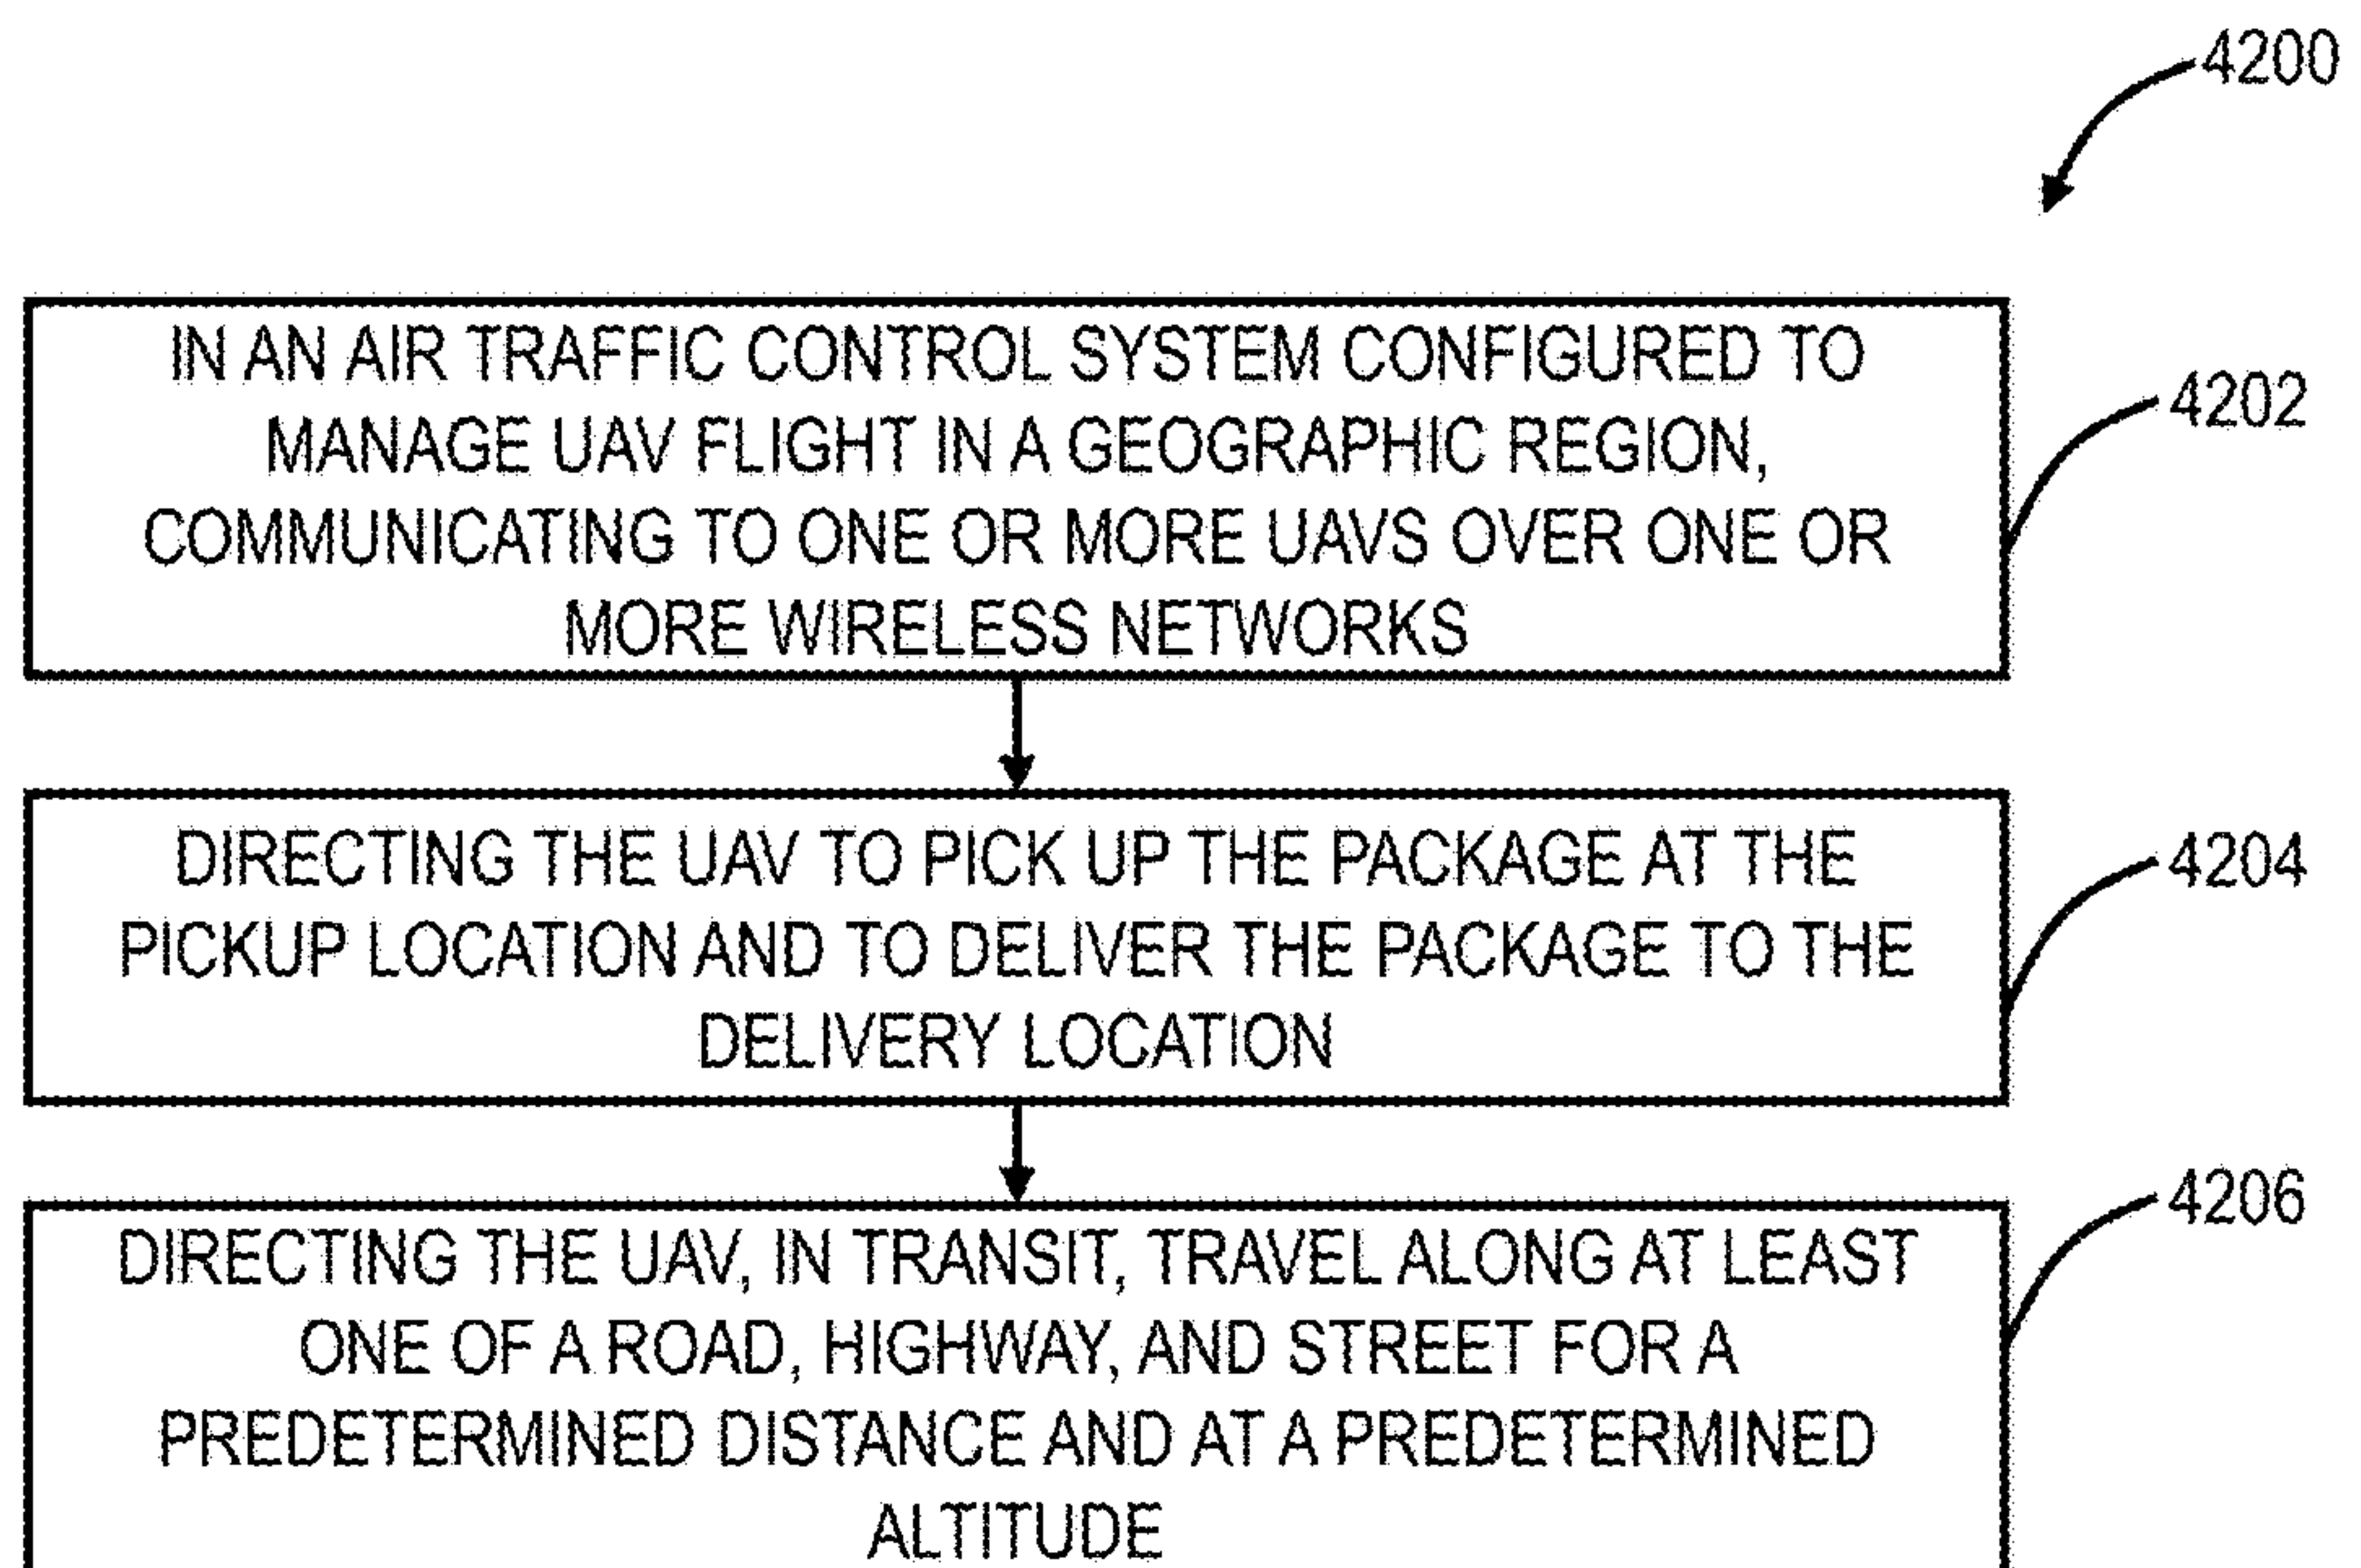 4200
IN AN AIR TRAFFIC CONTROL SYSTEM CONFIGURED TO
MANAGE UAV FLIGHT IN A GEOGRAPHIC REGION,
COMMUNICATING TO ONE OR MORE UAVS OVER ONE OR
MORE WIRELESS NETWORKS
4202
DIRECTING THE UAV TO PICK UP THE PACKAGE AT THE
PICKUP LOCATION AND TO DELIVER THE PACKAGE TO THE
DELIVERY LOCATION
4204
DIRECTING THE UAV, IN TRANSIT, TRAVEL ALONG AT LEAST
ONE OF A ROAD, HIGHWAY, AND STREET FOR A
PREDETERMINED DISTANCE AND AT A PREDETERMINED
ALTITUDE
4206